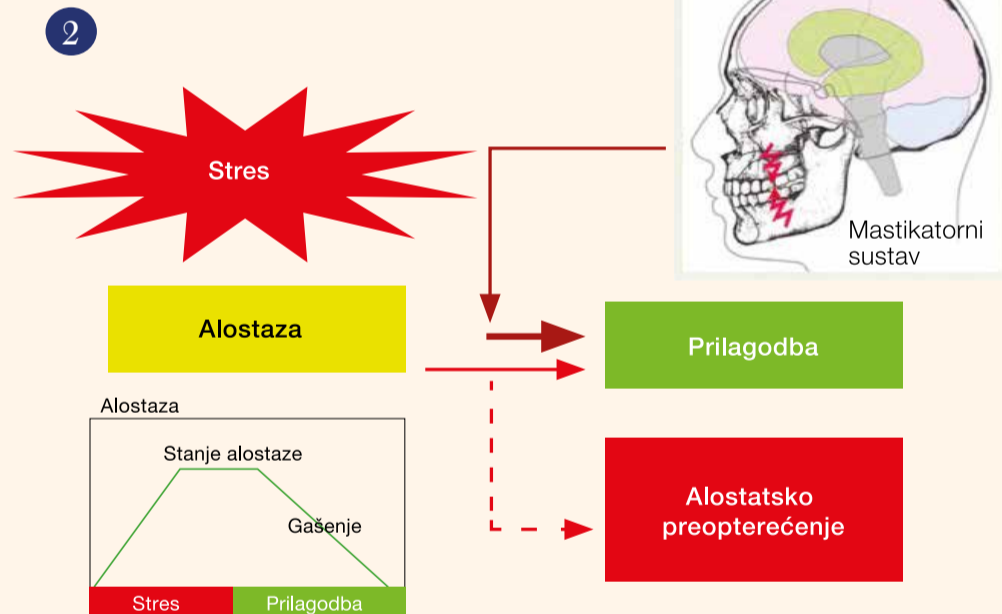 2
Stres
Mastikatorni
sustav
Alostaza
Prilagodba
Alostaza
Stanje alostaze
Gašenje
Alostatsko
preopterećenje
Stres
Prilagodba